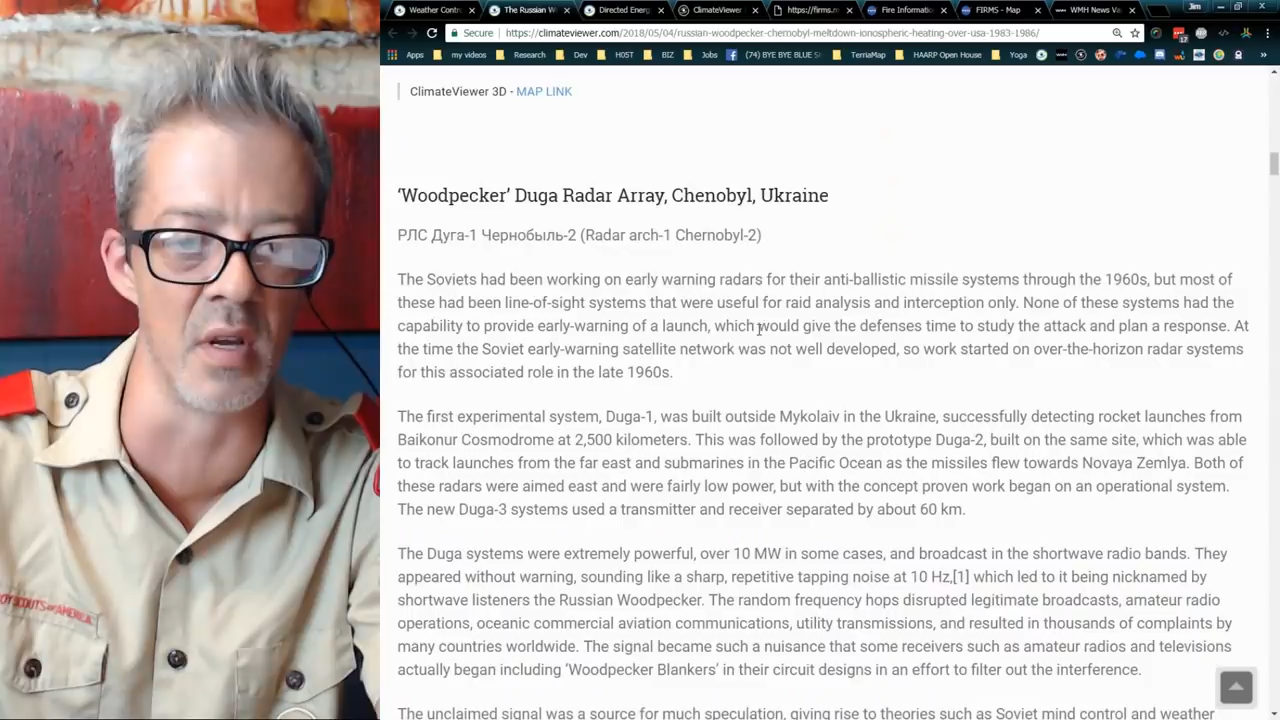 Weather Contro
The Russian W
Directed Energ
ClimateViewer
https://firms.m
Fire Informatio
FIRMS - Map
WMH News Va
Jim
Secure
https://climateviewer.com/2018/05/04/russian-woodpecker-chernobyl-meltdown-ionospheric-heating-over-usa-1983-1986/
Apps my videos Research Dev H0ST BIZ Jobs (74) BYE BYE BLUE S TerriaMap HAARP Open House Yoga
ClimateViewer 3D - MAP LINK
‘Woodpecker’ Duga Radar Array, Chenobyl, Ukraine
РЛС Дуга-1 Чернобыль-2 (Radar arch-1 Chernobyl-2)
The Soviets had been working on early warning radars for their anti-ballistic missile systems through the 1960s, but most of
these had been line-of-sight systems that were useful for raid analysis and interception only. None of these systems had the
capability to provide early-warning of a launch, which would give the defenses time to study the attack and plan a response. At
the time the Soviet early-warning satellite network was not well developed, so work started on over-the-horizon radar systems
for this associated role in the late 1960s.
The first experimental system, Duga-1, was built outside Mykolaiv in the Ukraine, successfully detecting rocket launches from
Baikonur Cosmodrome at 2,500 kilometers. This was followed by the prototype Duga-2, built on the same site, which was able
to track launches from the far east and submarines in the Pacific Ocean as the missiles flew towards Novaya Zemlya. Both of
these radars were aimed east and were fairly low power, but with the concept proven work began on an operational system.
The new Duga-3 systems used a transmitter and receiver separated by about 60 km.
The Duga systems were extremely powerful, over 10 MW in some cases, and broadcast in the shortwave radio bands. They
appeared without warning, sounding like a sharp, repetitive tapping noise at 10 Hz,[1] which led to it being nicknamed by
shortwave listeners the Russian Woodpecker. The random frequency hops disrupted legitimate broadcasts, amateur radio
operations, oceanic commercial aviation communications, utility transmissions, and resulted in thousands of complaints by
many countries worldwide. The signal became such a nuisance that some receivers such as amateur radios and televisions
actually began including ‘Woodpecker Blankers’ in their circuit designs in an effort to filter out the interference.
The unclaimed signal was a source for much speculation, giving rise to theories such as Soviet mind control and weather
OY SCOUTS OF AMERICA